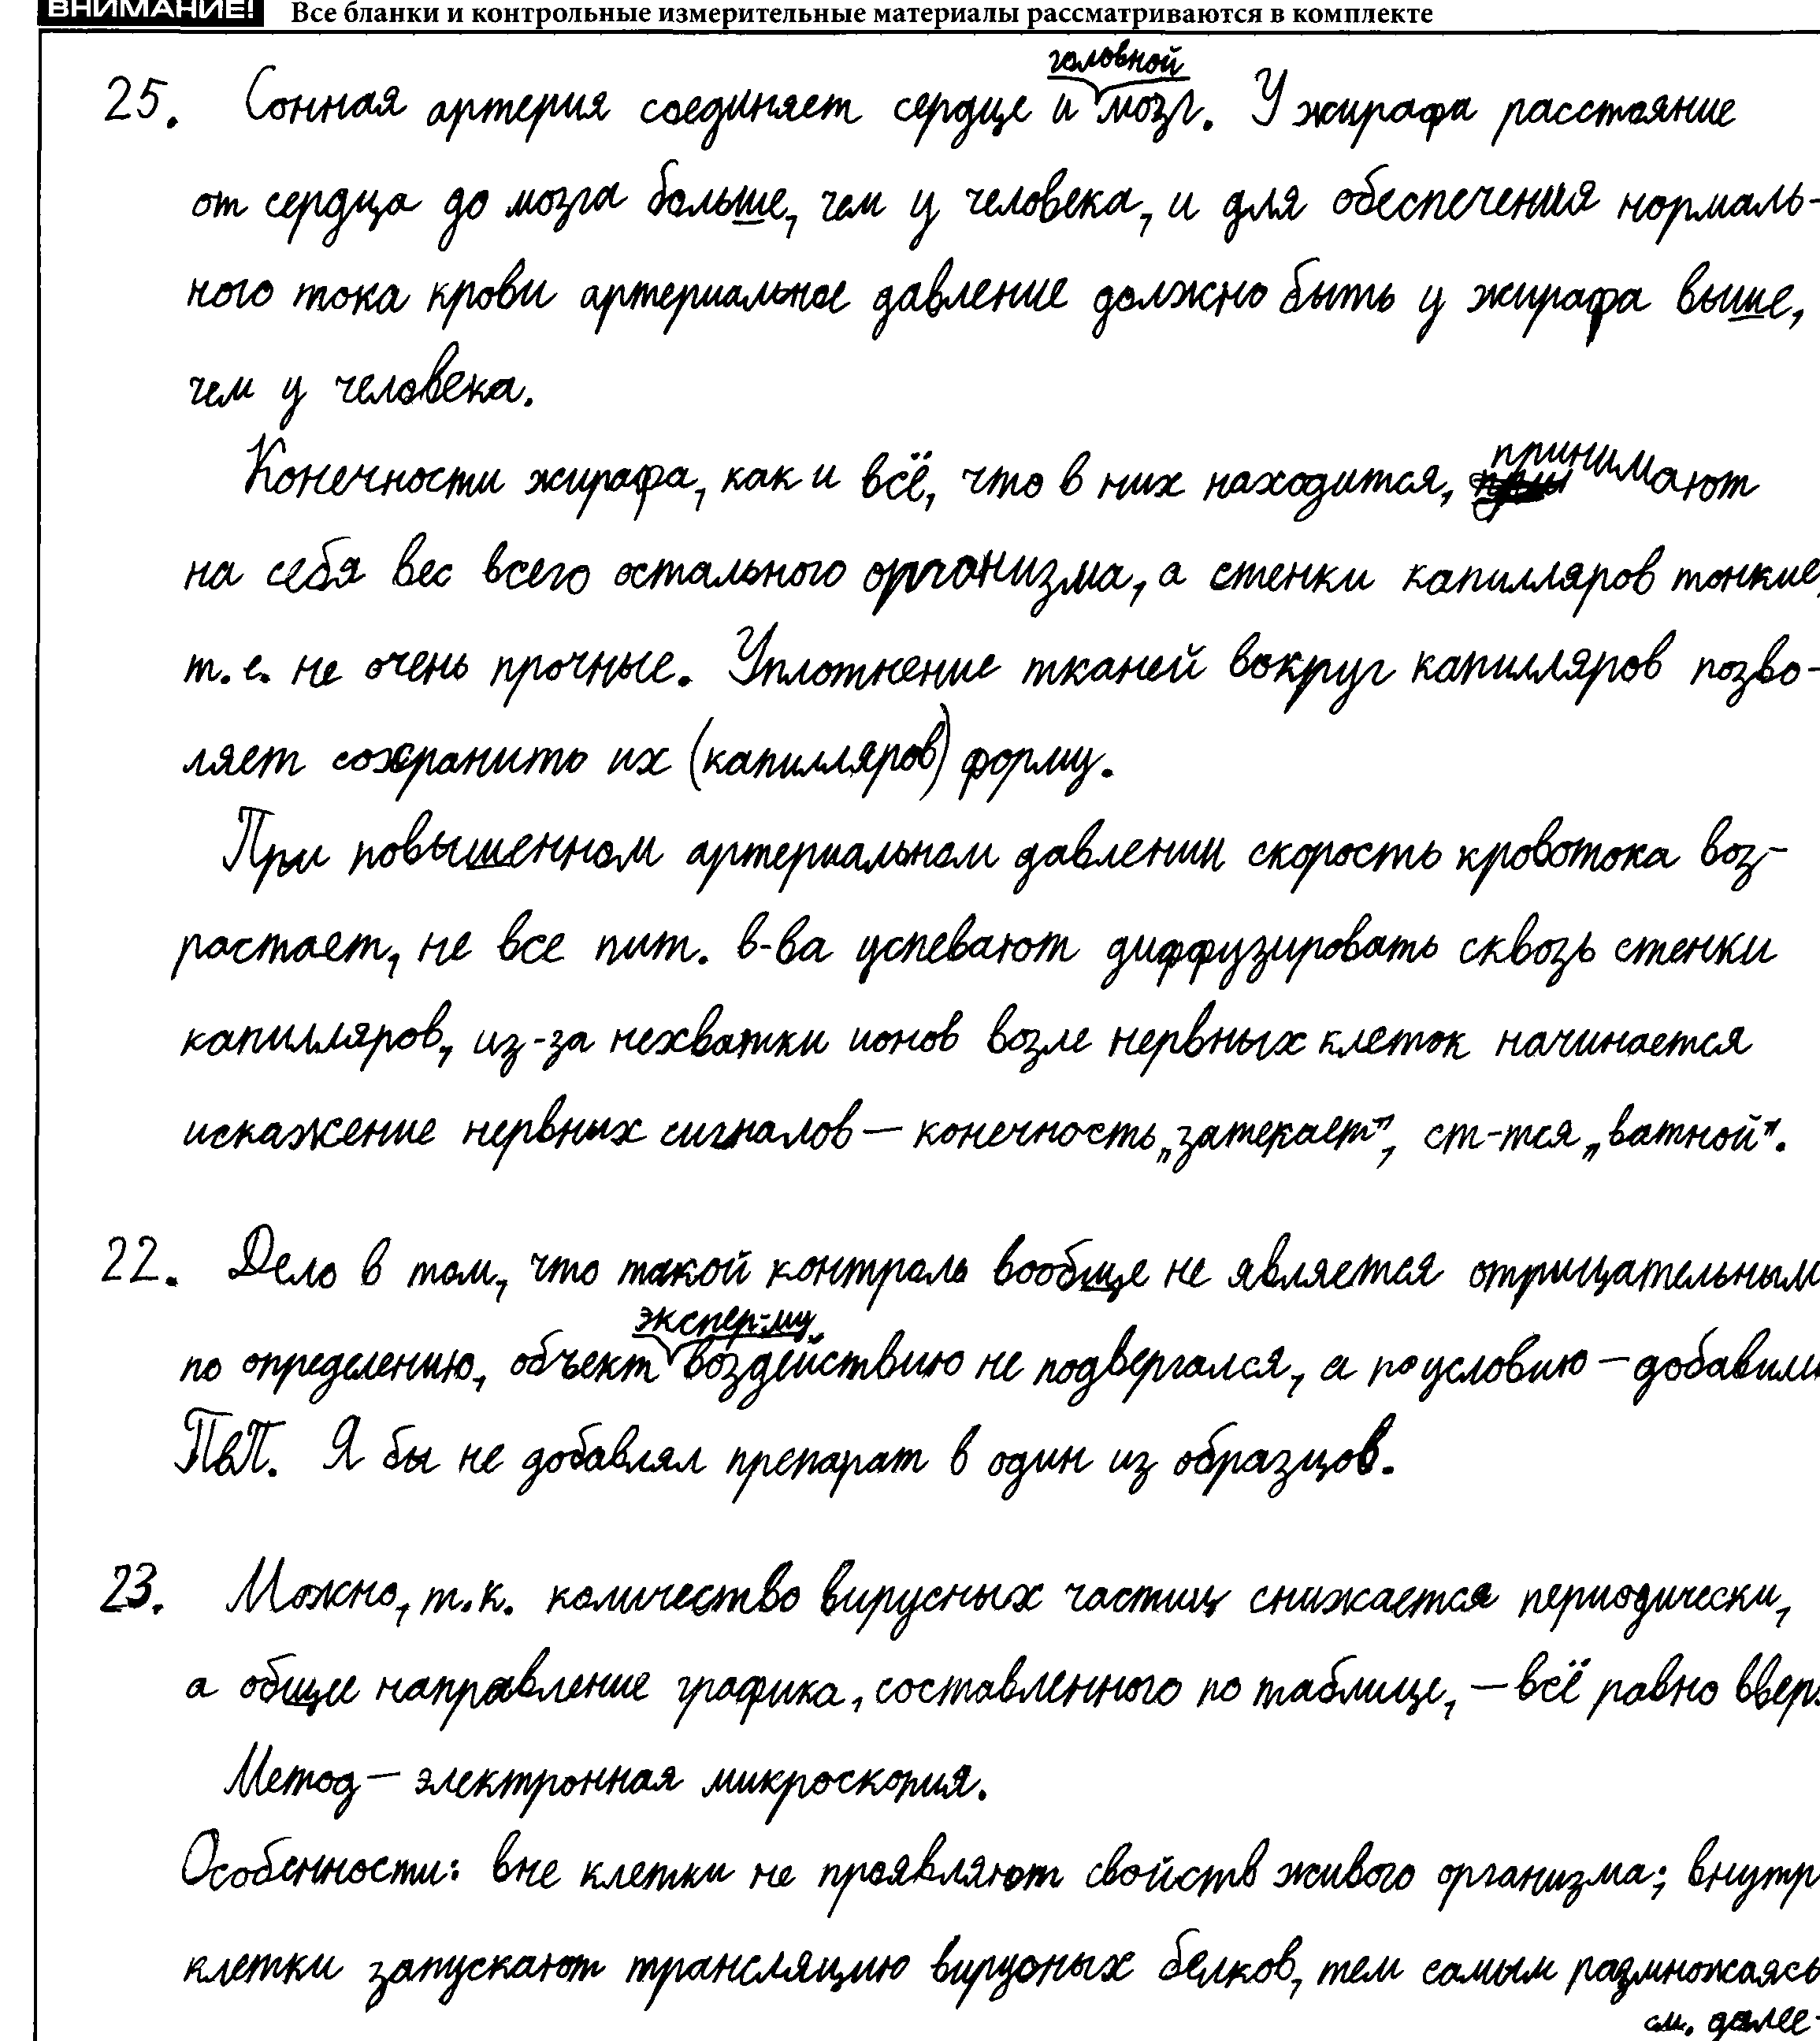 ВНИМАНИЕ! Все бланки и контрольные измерительные материалы рассматриваются в комплекте
25. Сонная артерия соединяет сердце и головной мозг. У жирафа расстояние
от сердца до мозга больше, чем у человека, и для обеспечения нормаль-
ного тока крови артериальное давление должно быть у жирафа выше,
чем у человека.
Конечности жирафа, как и всё, что в них находится, принимают
на себя вес всего остального организма, а стенки капилляров тонкие,
т.е. не очень прочные. Уплотнение тканей вокруг капилляров позво-
ляет сохранить их (капилляров) форму.
При повышенном артериальном давлении скорость кровотока воз-
растает, не все пит. в-ва успевают диффузировать сквозь стенки
капилляров, из-за нехватки ионов возле нервных клеток начинается
искажение нервных сигналов — конечность „затекает", ст-тся „ватной".
22. Дело в том, что такой контроль вообще не является отрицательным
по определению, объект экспер-му воздействию не подвергался, а по условию — добавили
ПвП. Я бы не добавлял препарат в один из образцов.
23. Можно, т.к. количество вирусных частиц снижается периодически,
а общее направление графика, составленного по таблице, — всё равно вверх
Метод — электронная микроскопия.
Особенности: вне клетки не проявляют свойств живого организма; внутр
клетки запускают трансляцию вирусных белков, тем самым размножаясь
см. далее